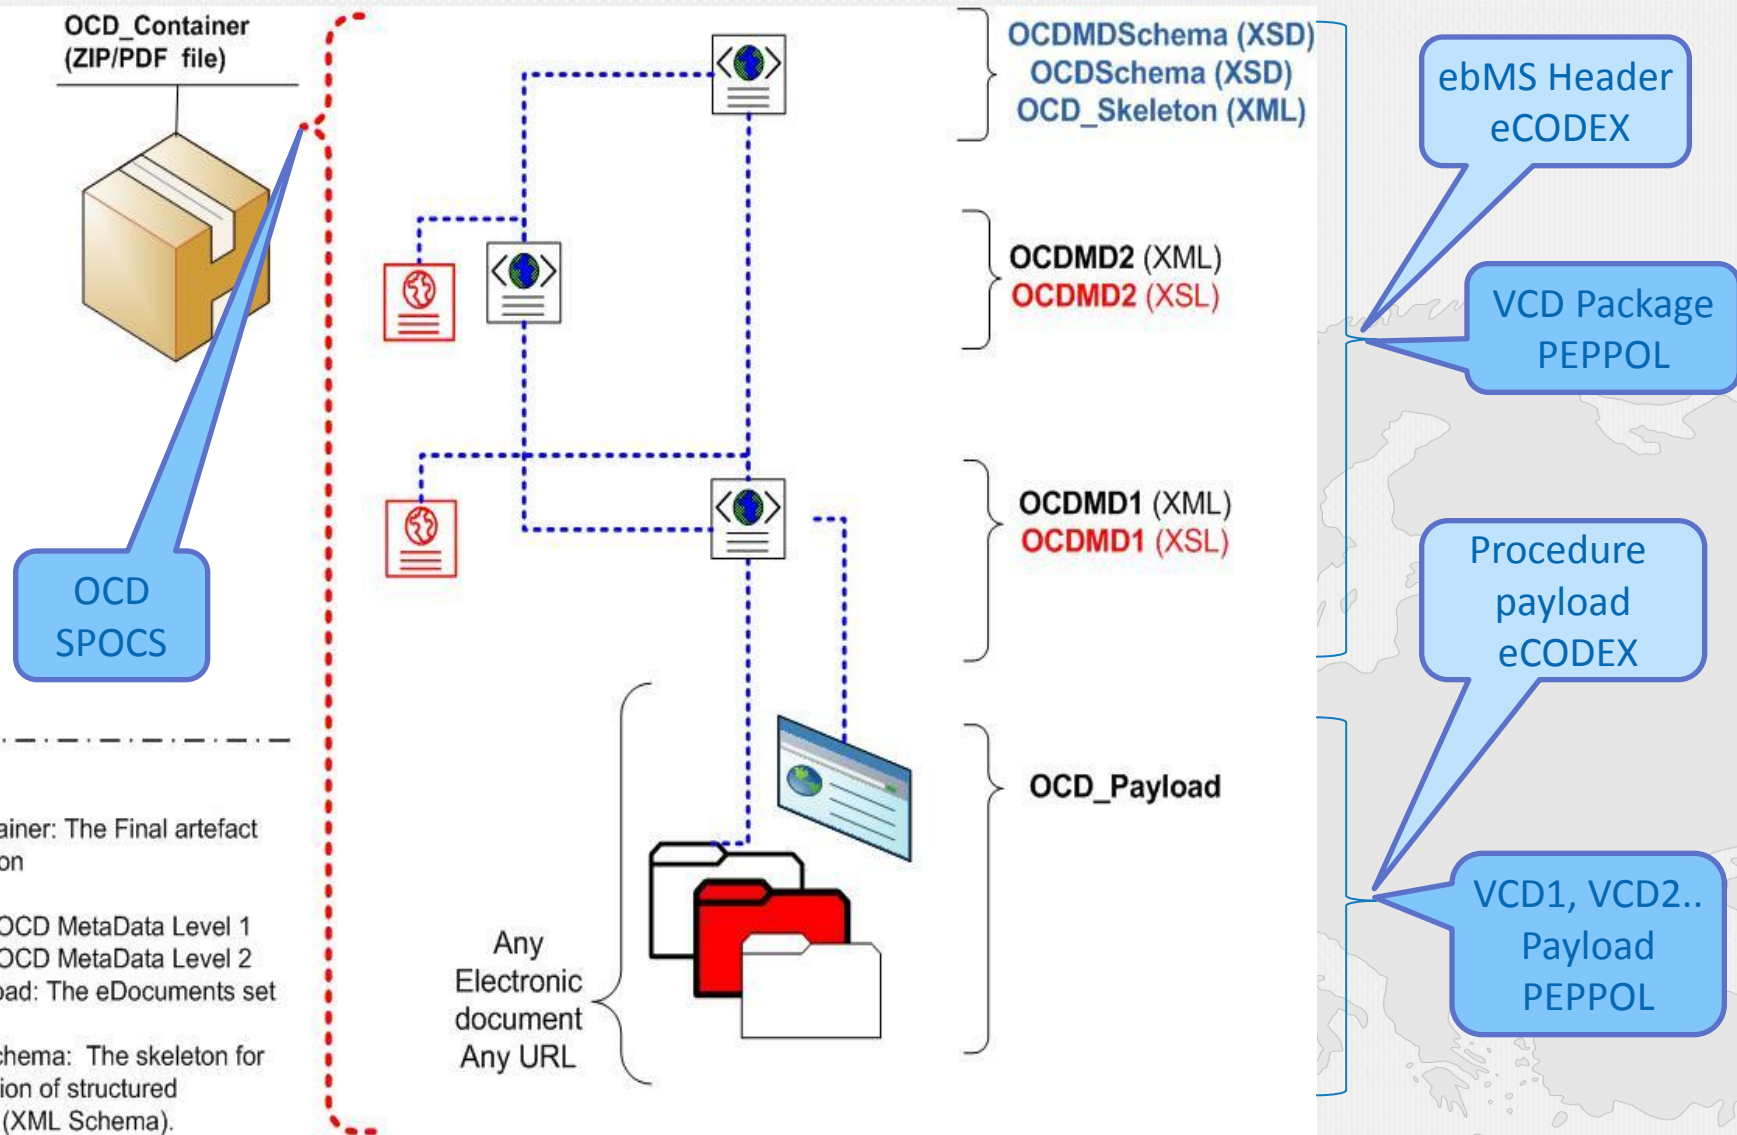 OCD_Container
(ZIP/PDF file)
OCDMDSchema (XSD)
OCDSchema (XSD)
OCD_Skeleton (XML)
ebMS Header
eCODEX
OCDMD2 (XML)
OCDMD2 (XSL)
VCD Package
PEPPOL
OCDMD1 (XML)
OCDMD1 (XSL)
Procedure
payload
eCODEX
OCD
SPOCS
OCD_Payload
Any
Electronic
document
Any URL
VCD1, VCD2..
Payload
PEPPOL
ainer: The Final artefact
on
OCD MetaData Level 1
OCD MetaData Level 2
oad: The eDocuments set
chema: The skeleton for
ion of structured
(XML Schema).